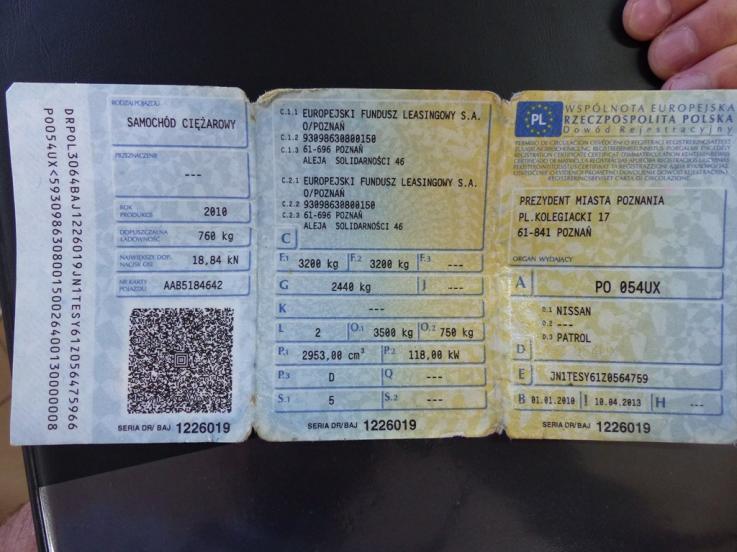 DRPOL3064BAJ1226019JN1TESY61Z056475966
PO054UX<59309863080015002640013000008
RODZAJ POJAZDU
SAMOCHÓD CIĘŻAROWY
PRZEZNACZENIE
---
ROK PRODUKCJI 2010
DOPUSZCZALNA ŁADOWNOŚĆ 760 kg
NAJWIĘKSZY DOP. NACISK OSI 18,84 kN
NR KARTY POJAZDU AAB5184642
SERIA DR/ BAJ 1226019
C.1.1 EUROPEJSKI FUNDUSZ LEASINGOWY S.A.
O/POZNAŃ
C.1.2 93098630800150
C.1.3 61-696 POZNAŃ
ALEJA SOLIDARNOŚCI 46
C.2.1 EUROPEJSKI FUNDUSZ LEASINGOWY S.A.
O/POZNAŃ
C.2.2 93098630800150
C.2.3 61-696 POZNAŃ
ALEJA SOLIDARNOŚCI 46
C
F.1 3200 kg F.2 3200 kg F.3 ---
G 2440 kg J ---
K ---
L 2 O.1 3500 kg O.2 750 kg
P.1 2953,00 cm³ P.2 118,00 kW
P.3 D Q ---
S.1 5 S.2 ---
SERIA DR/ BAJ 1226019
PL
WSPÓLNOTA EUROPEJSKA
RZECZPOSPOLITA POLSKA
Dowód Rejestracyjny
PREZYDENT MIASTA POZNANIA
PL.KOLEGIACKI 17
61-841 POZNAŃ
ORGAN WYDAJĄCY
A PO 054UX
D.1 NISSAN
D.2 ---
D.3 PATROL
D
E JN1TESY61Z0564759
B 01.01.2010 I 10.04.2013 H ---
SERIA DR/ BAJ 1226019